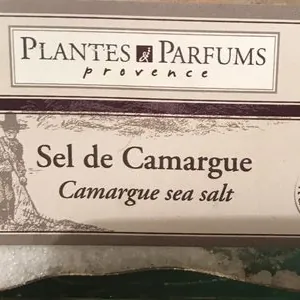 PLANTES & PARFUMS
provence
Sel de Camargue
Camargue sea salt